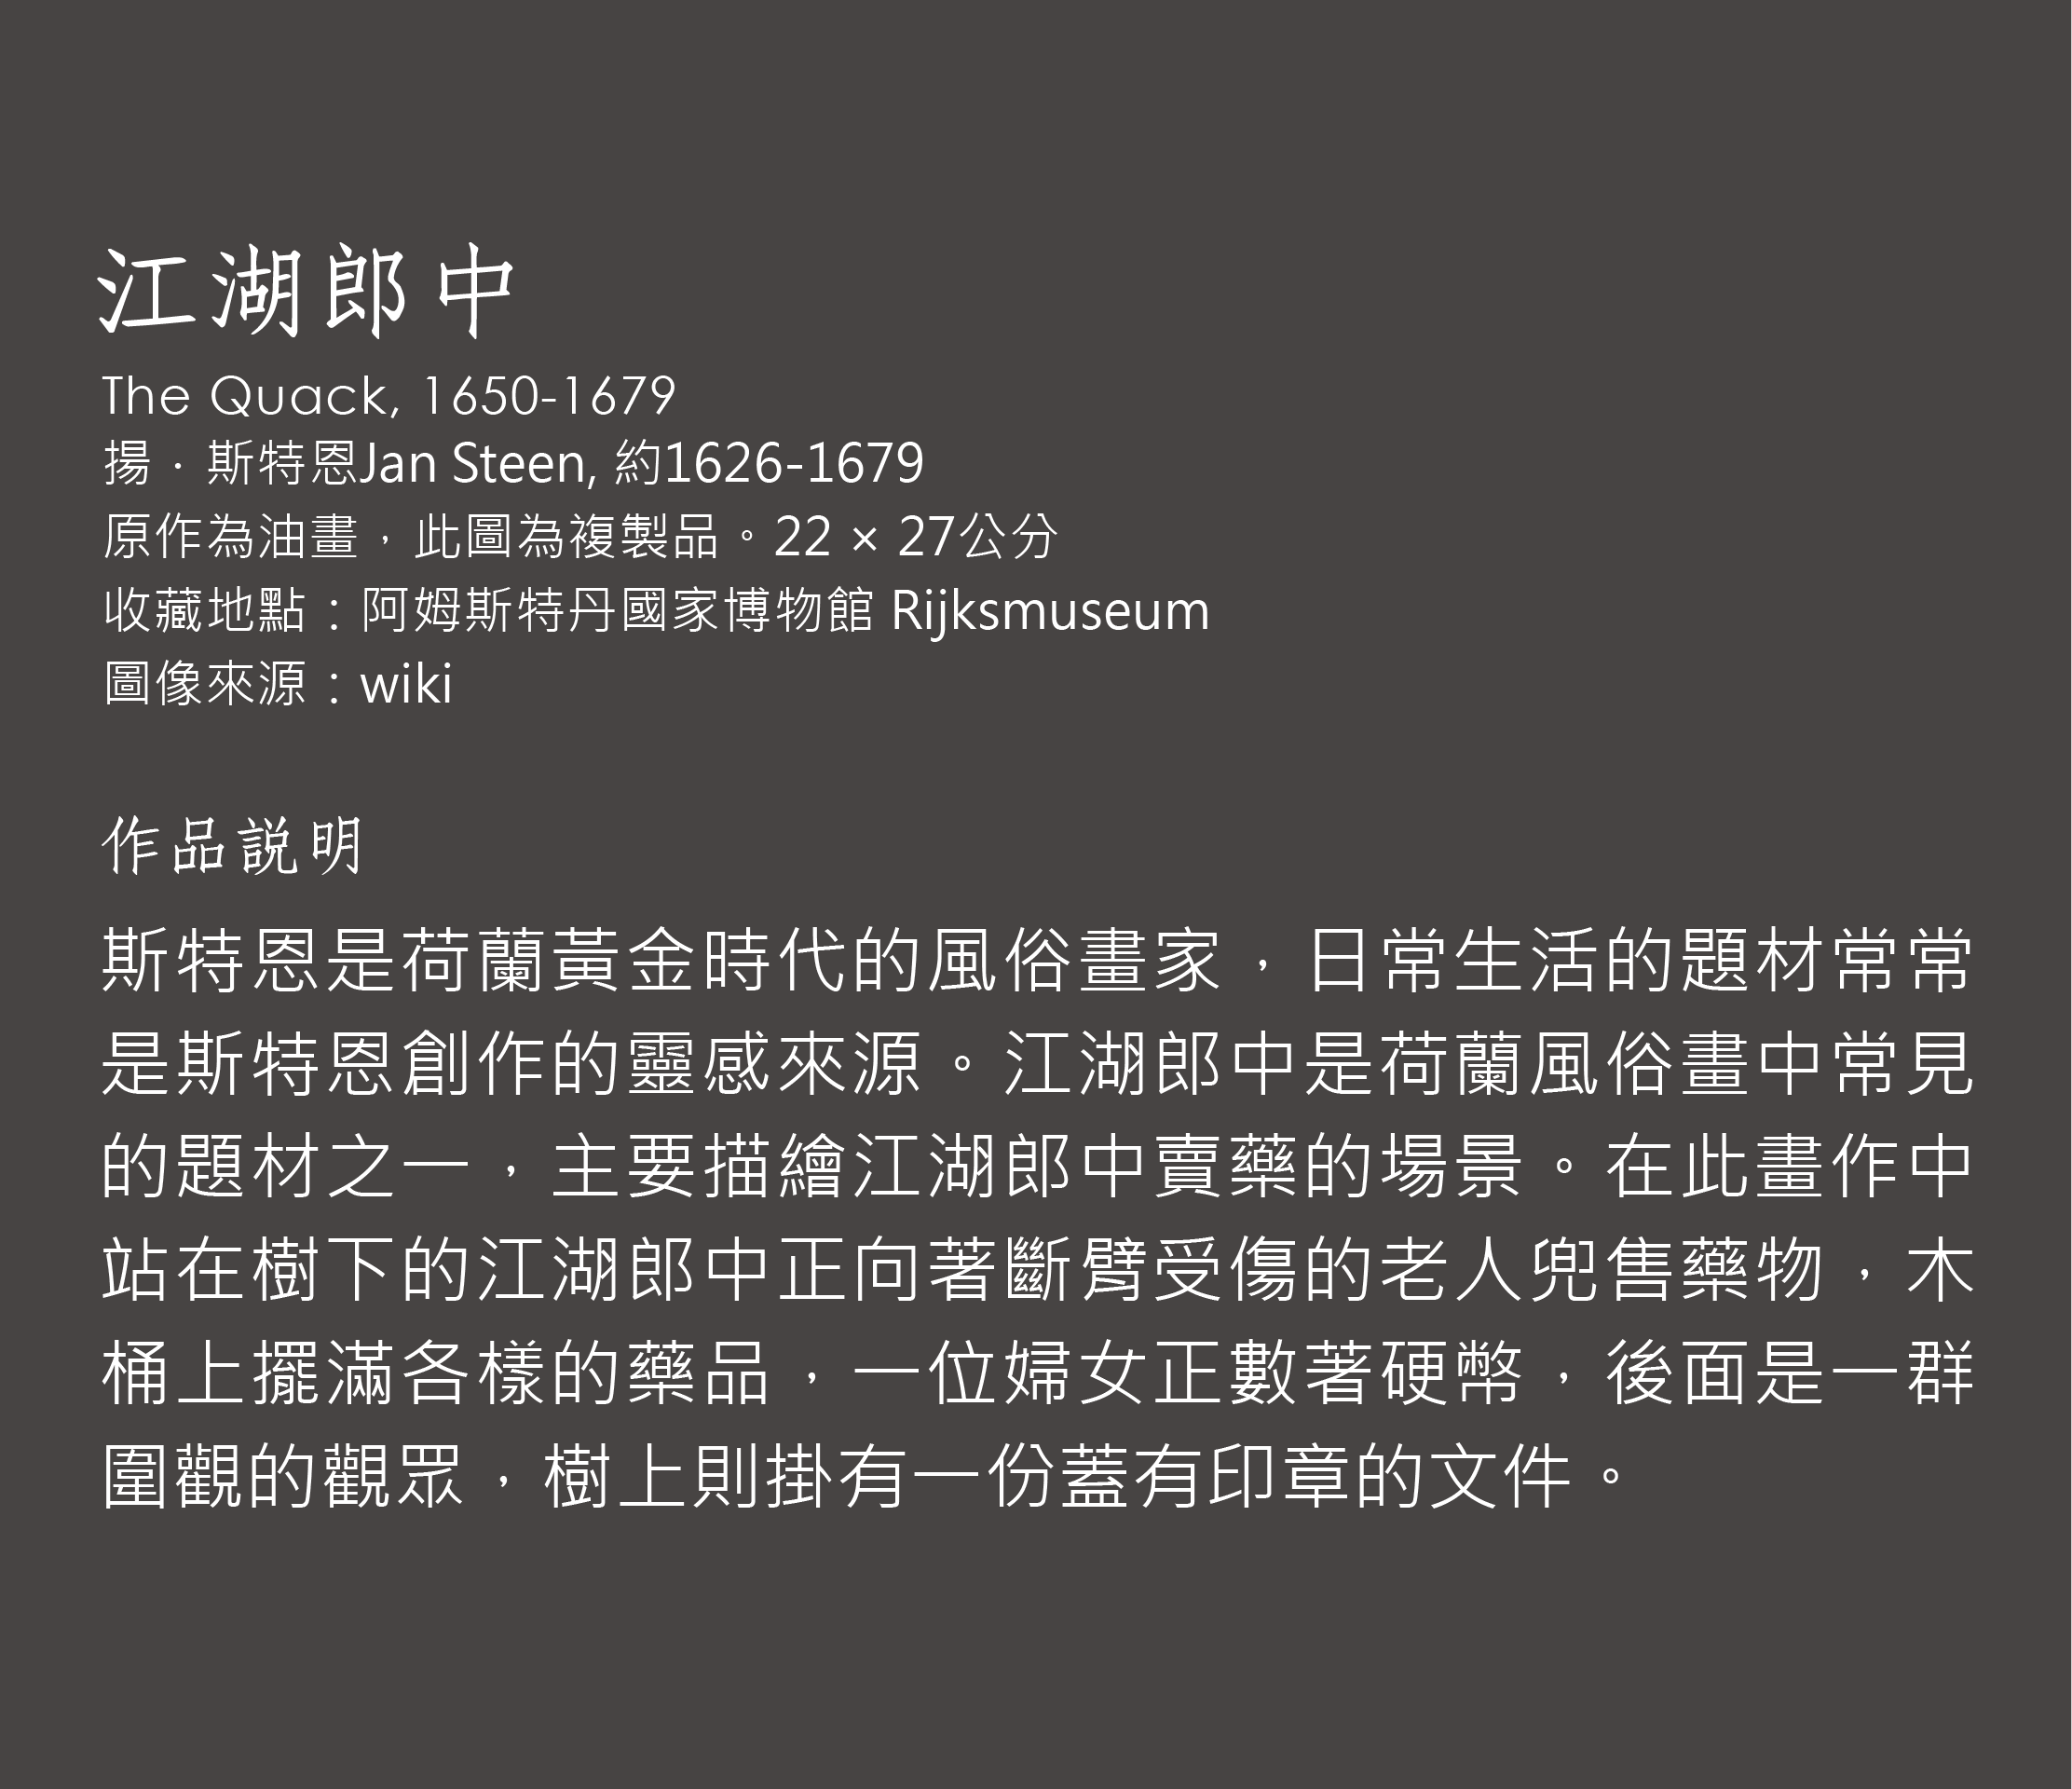 江湖郎中
The Quack, 1650-1679
揚．斯特恩Jan Steen, 約1626-1679
原作為油畫，此圖為複製品。22 × 27公分
收藏地點：阿姆斯特丹國家博物館 Rijksmuseum
圖像來源：wiki
作品說明
斯特恩是荷蘭黃金時代的風俗畫家，日常生活的題材常常
是斯特恩創作的靈感來源。江湖郎中是荷蘭風俗畫中常見
的題材之一，主要描繪江湖郎中賣藥的場景。在此畫作中
站在樹下的江湖郎中正向著斷臂受傷的老人兜售藥物，木
桶上擺滿各樣的藥品，一位婦女正數著硬幣，後面是一群
圍觀的觀眾，樹上則掛有一份蓋有印章的文件。